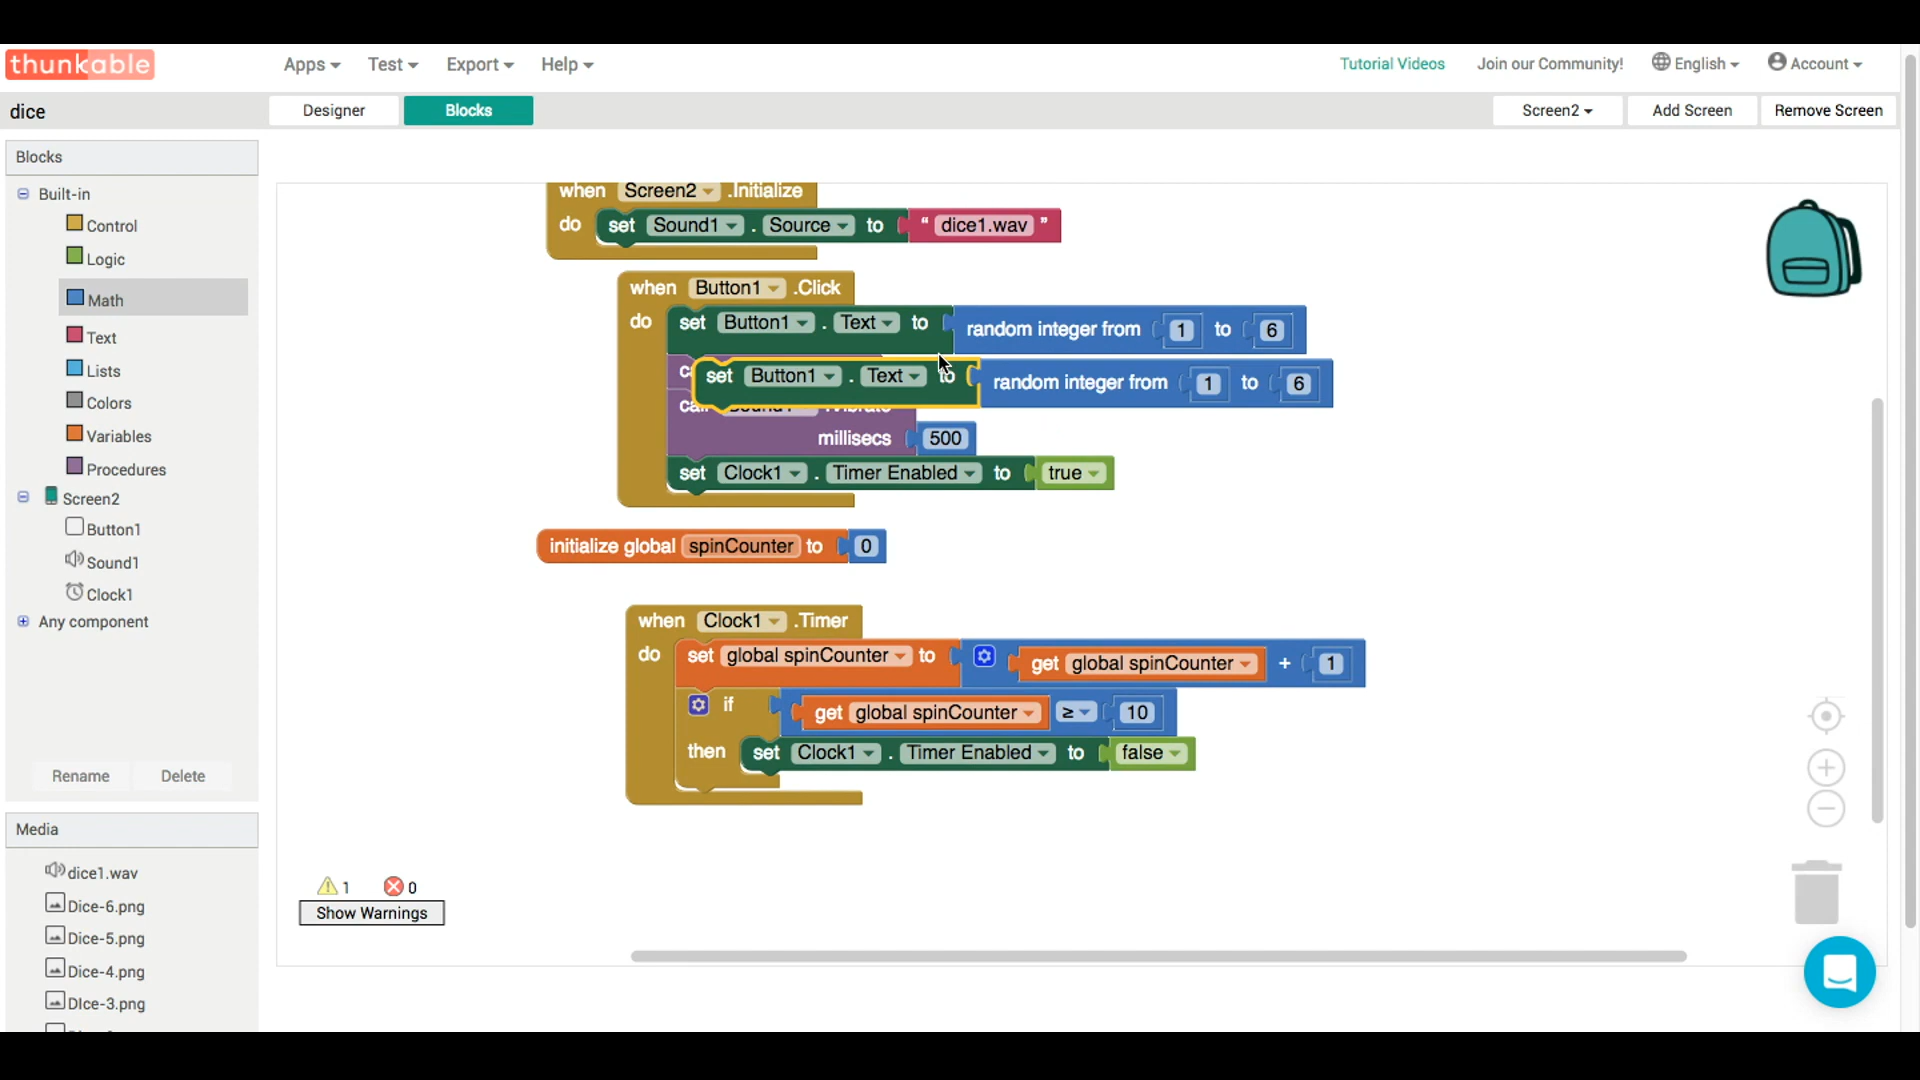 thunkable
Apps Test Export Help Tutorial Videos Join our Community! English Account
dice Designer Blocks Screen2 Add Screen Remove Screen
Blocks
Built-in
Control
Logic
Math
Text
Lists
Colors
Variables
Procedures
Screen2
Button1
Sound1
Clock1
Any component
Rename Delete
Media
dice1.wav
Dice-6.png
Dice-5.png
Dice-4.png
DIce-3.png
when Screen2 .Initialize
do set Sound1 . Source to “ dice1.wav ”
when Button1 .Click
do set Button1 . Text to random integer from 1 to 6
set Button1 . Text to random integer from 1 to 6
millisecs 500
set Clock1 . Timer Enabled to true
initialize global spinCounter to 0
when Clock1 .Timer
do set global spinCounter to get global spinCounter + 1
if get global spinCounter ≥ 10
then set Clock1 . Timer Enabled to false
1 0
Show Warnings